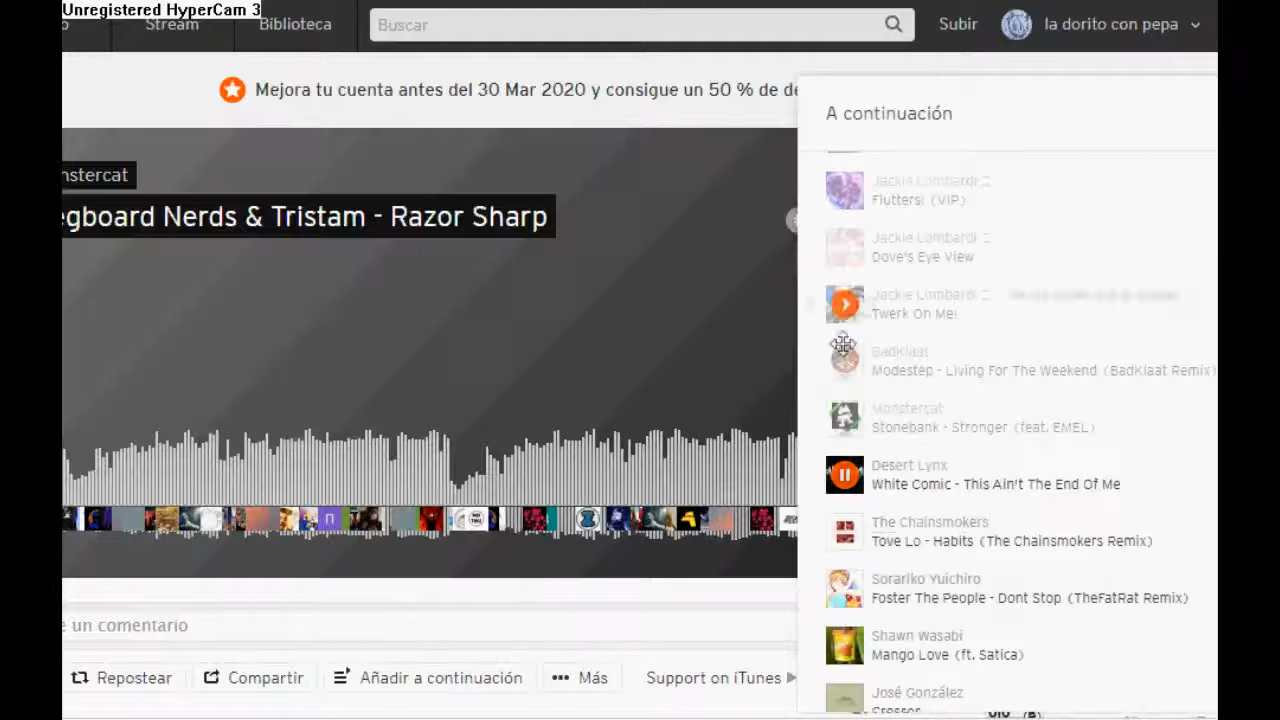 Unregistered HyperCam 3
o
Stream
Biblioteca
Buscar
Subir
la dorito con pepa
Mejora tu cuenta antes del 30 Mar 2020 y consigue un 50 % de de
nstercat
egboard Nerds & Tristam - Razor Sharp
e un comentario
Repostear
Compartir
Añadir a continuación
Más
Support on iTunes
A continuación
Jackie Lombardi
Flutters! (VIP)
Jackie Lombardi
Dove's Eye View
Jackie Lombardi
Twerk On Me!
BadKlaat
Modestep - Living For The Weekend (BadKlaat Remix)
Monstercat
Stonebank - Stronger (feat. EMEL)
Desert Lynx
White Comic - This Ain't The End Of Me
The Chainsmokers
Tove Lo - Habits (The Chainsmokers Remix)
Sorariko Yuichiro
Foster The People - Dont Stop (TheFatRat Remix)
Shawn Wasabi
Mango Love (ft. Satica)
José González
Crosses